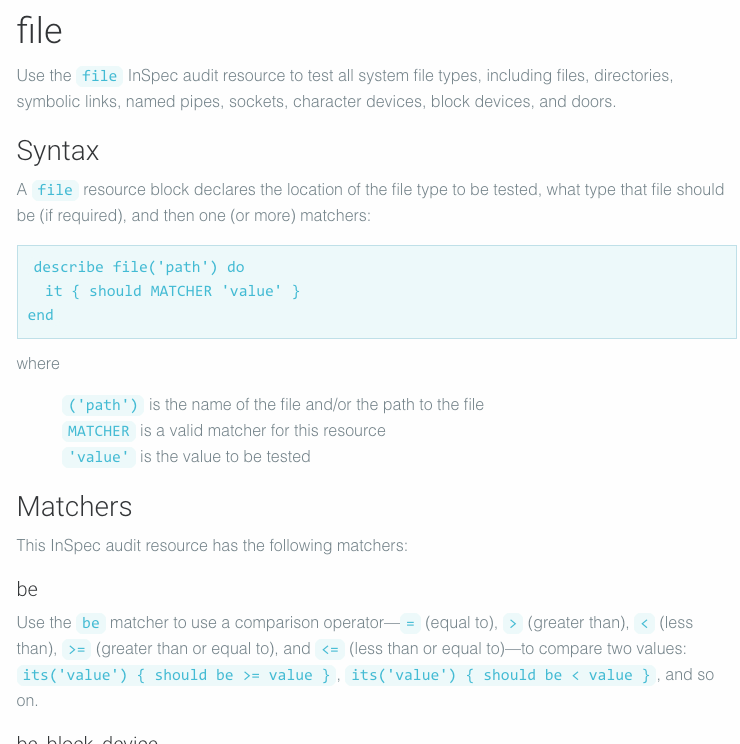 file
Use the file InSpec audit resource to test all system file types, including files, directories,
symbolic links, named pipes, sockets, character devices, block devices, and doors.
Syntax
A file resource block declares the location of the file type to be tested, what type that file should
be (if required), and then one (or more) matchers:
describe file('path') do
  it { should MATCHER 'value' }
end
where
('path') is the name of the file and/or the path to the file
MATCHER is a valid matcher for this resource
'value' is the value to be tested
Matchers
This InSpec audit resource has the following matchers:
be
Use the be matcher to use a comparison operator—= (equal to), > (greater than), < (less
than), >= (greater than or equal to), and <= (less than or equal to)—to compare two values:
its('value') { should be >= value }, its('value') { should be < value }, and so
on.
be_block_device